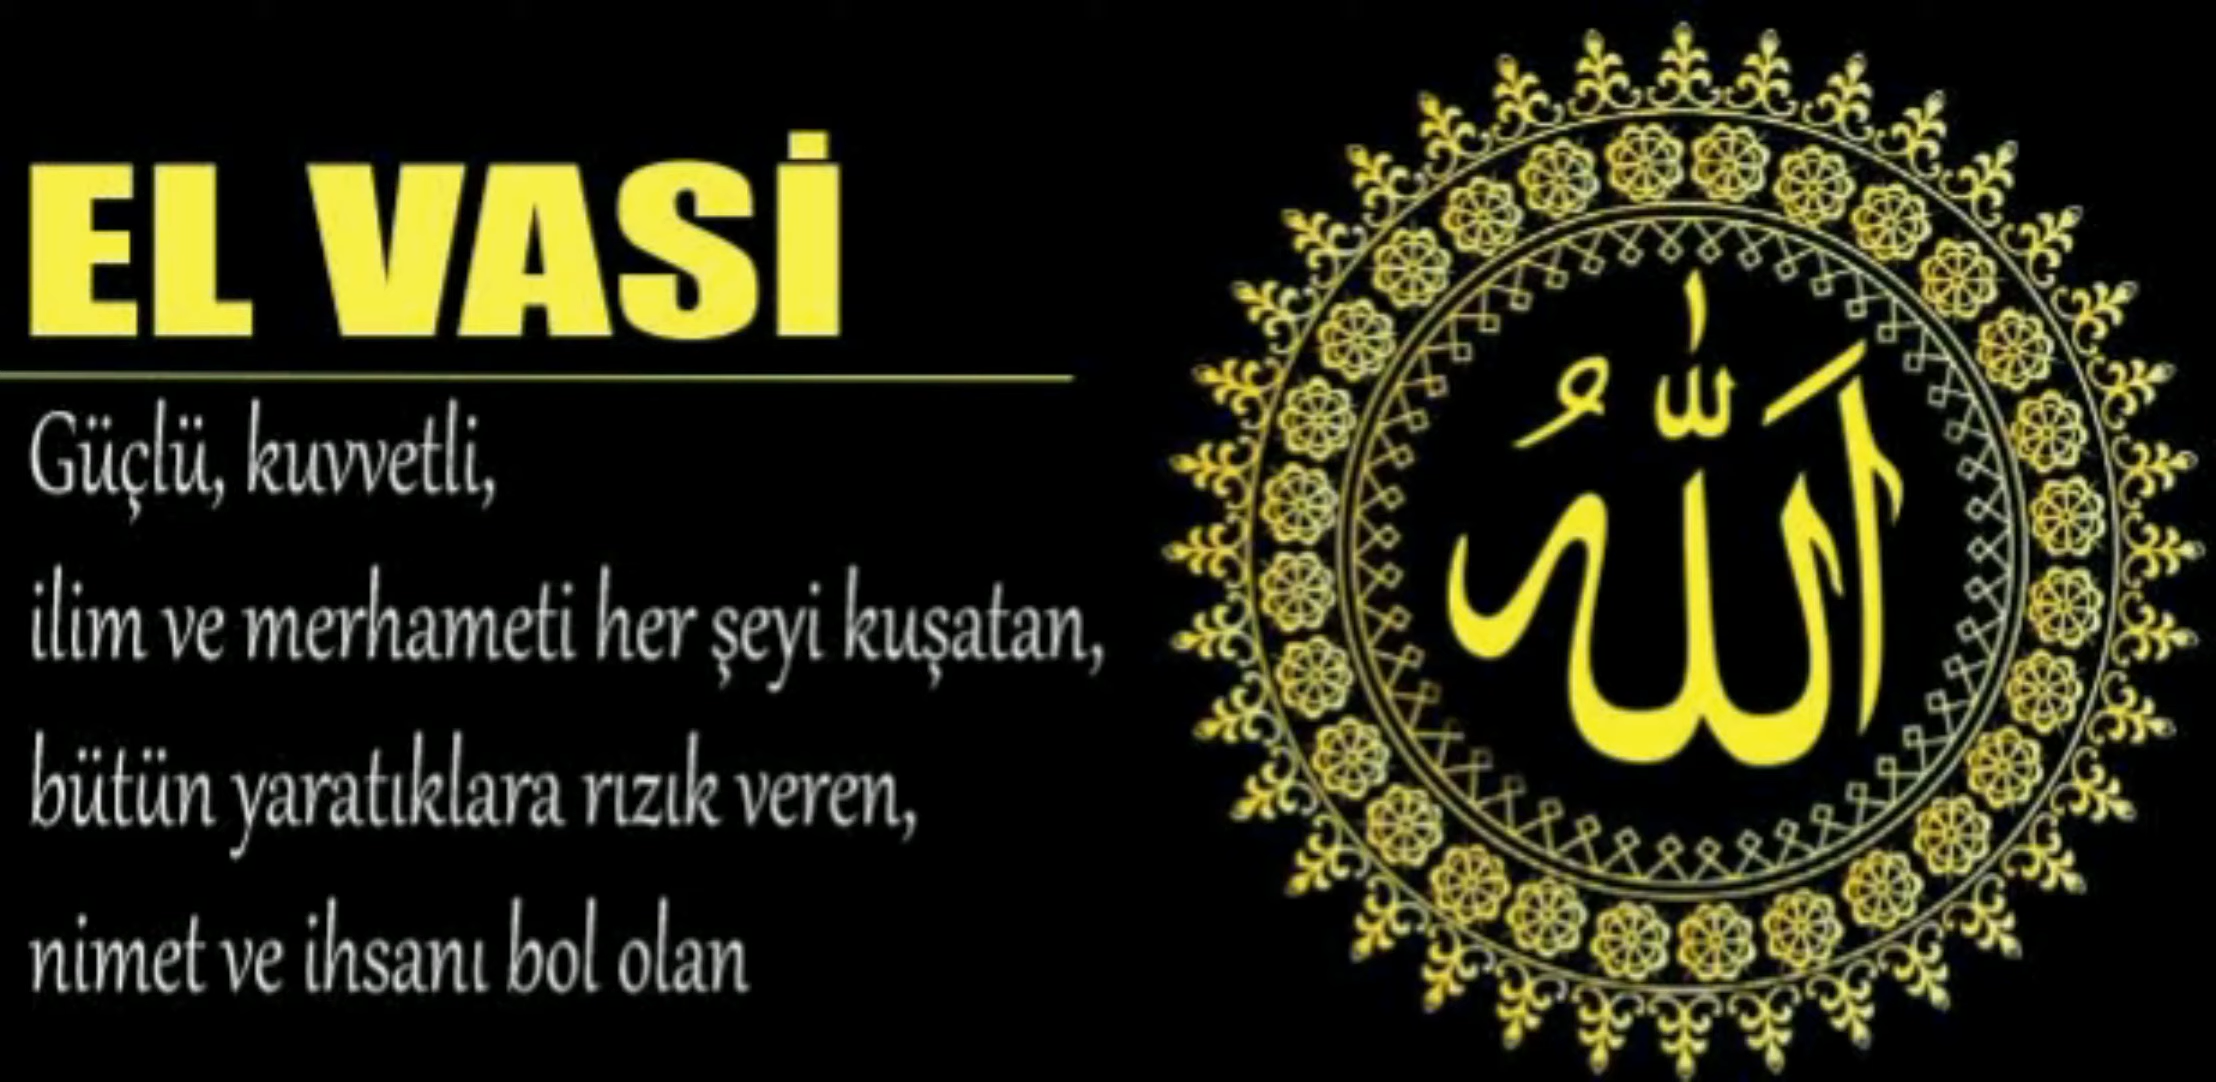 EL VASİ
Güçlü, kuvvetli,
ilim ve merhameti her şeyi kuşatan,
bütün yaratıklara rızık veren,
nimet ve ihsanı bol olan
اللّٰهُ